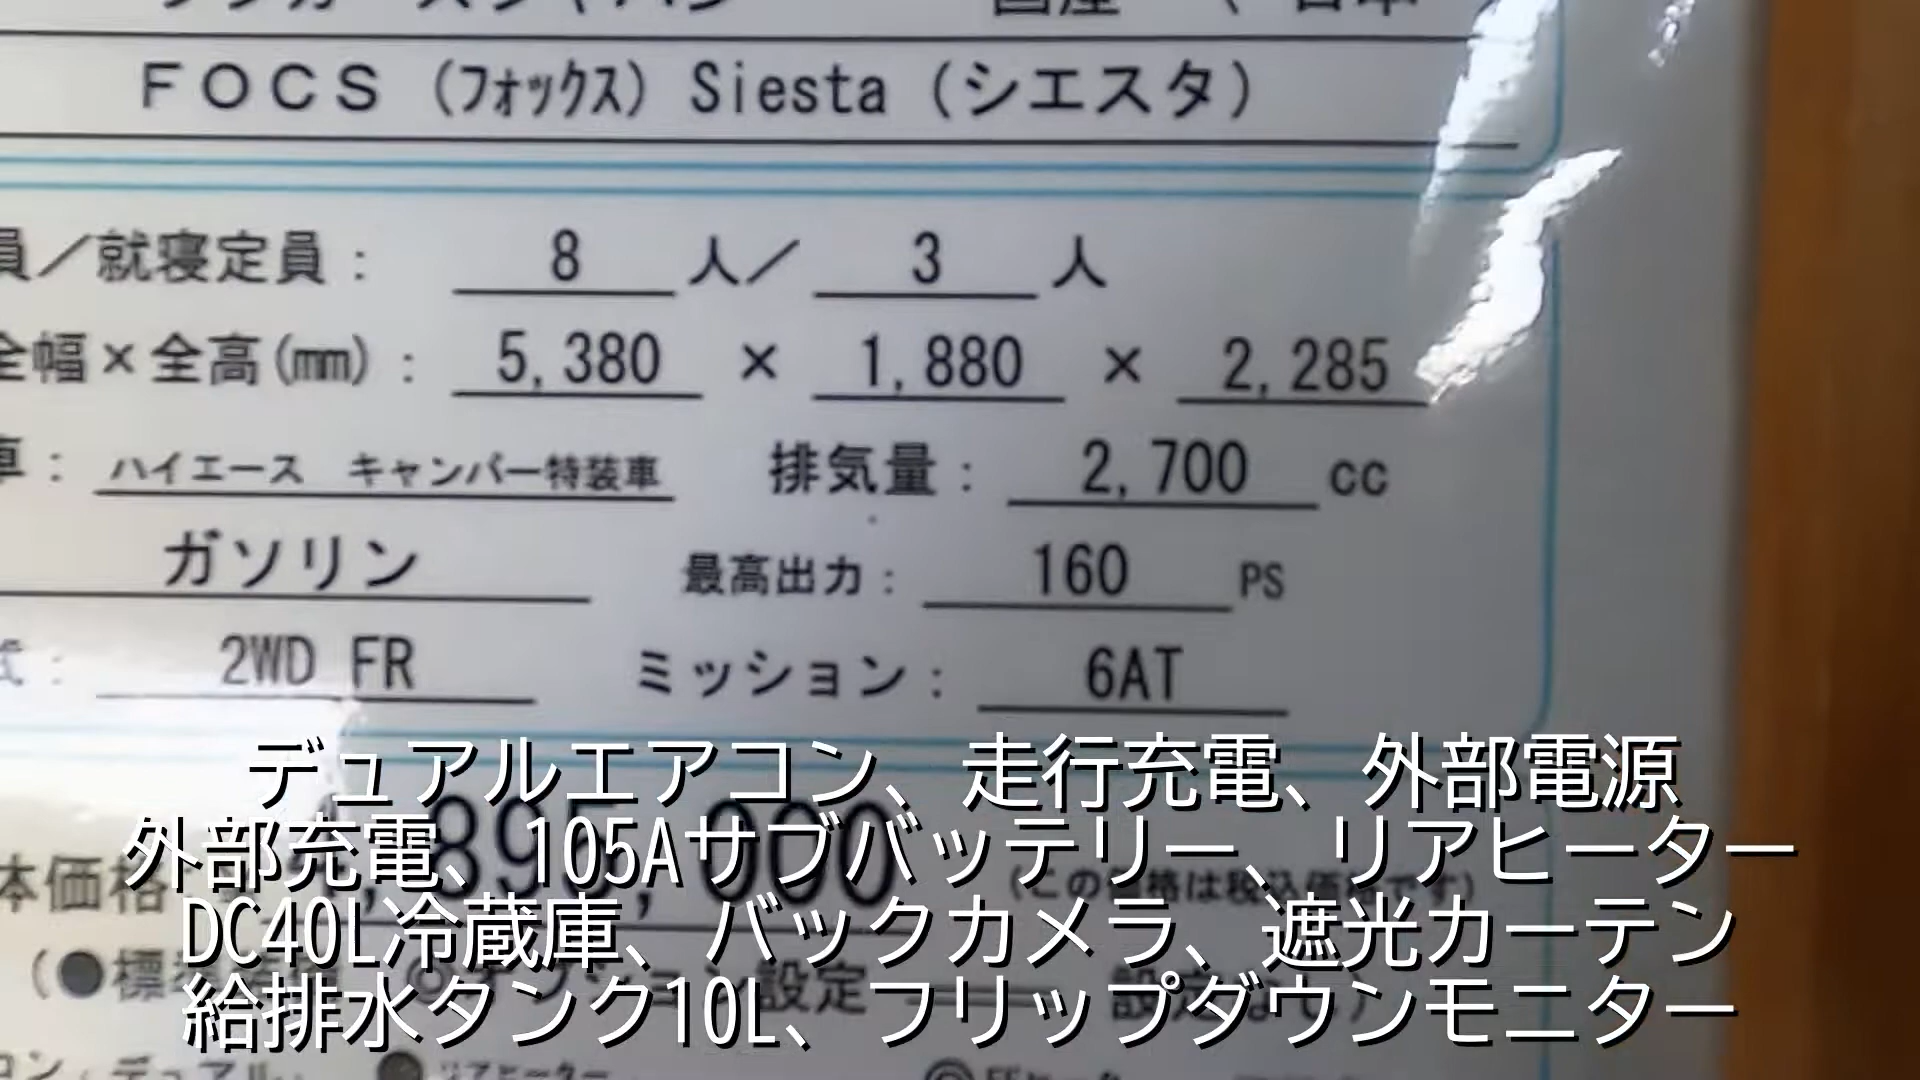 FOCS (フォックス) Siesta (シエスタ)
員／就寝定員： 8 人／ 3 人
全幅×全高(mm)： 5,380 × 1,880 × 2,285
車： ハイエース キャンパー特装車 排気量： 2,700 cc
ガソリン 最高出力： 160 PS
式： 2WD FR ミッション： 6AT
デュアルエアコン、走行充電、外部電源
外部充電、105Aサブバッテリー、リアヒーター
DC40L冷蔵庫、バックカメラ、遮光カーテン
給排水タンク10L、フリップダウンモニター
本体価格
(この価格は税込価格です)